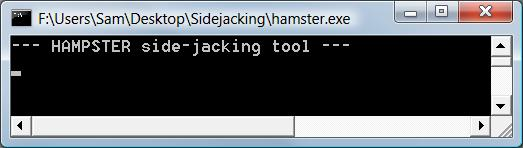 F:\Users\Sam\Desktop\Sidejacking\hamster.exe
--- HAMPSTER side-jacking tool ---